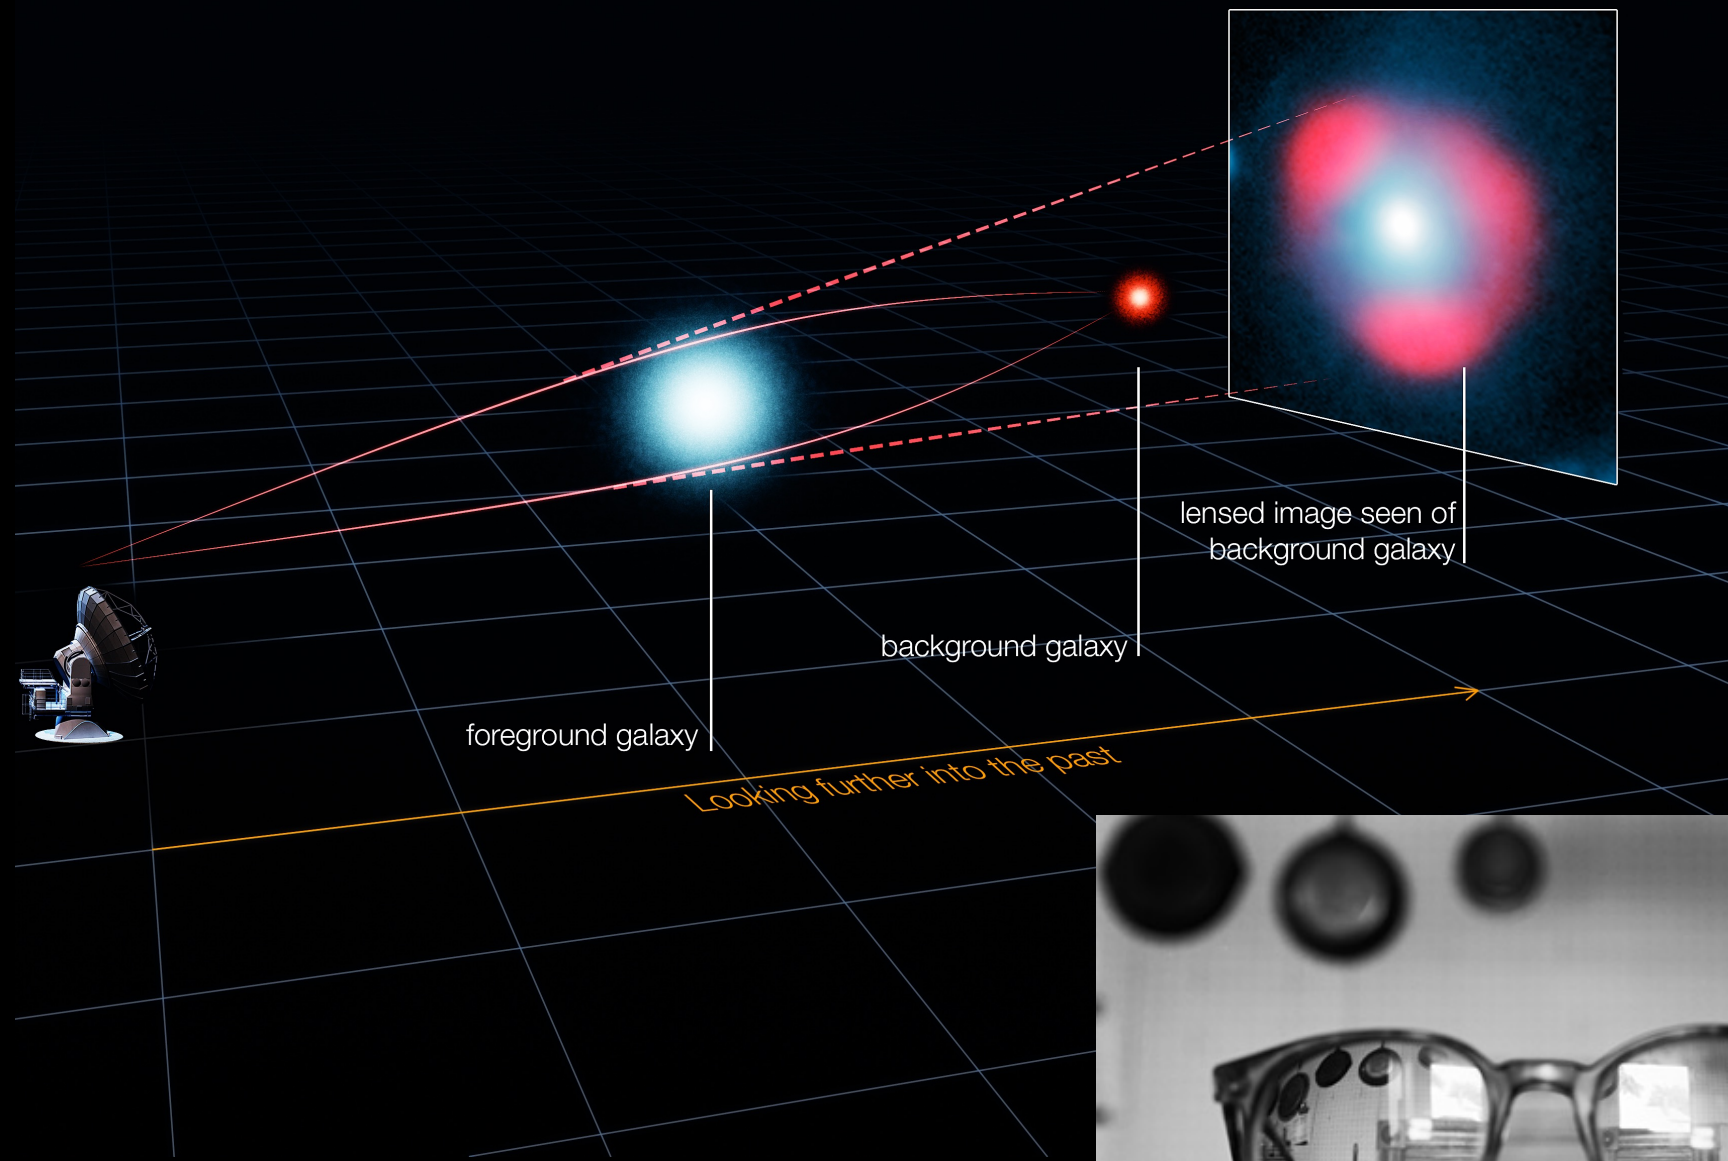 lensed image seen of
background galaxy
background galaxy
foreground galaxy
Looking further into the past